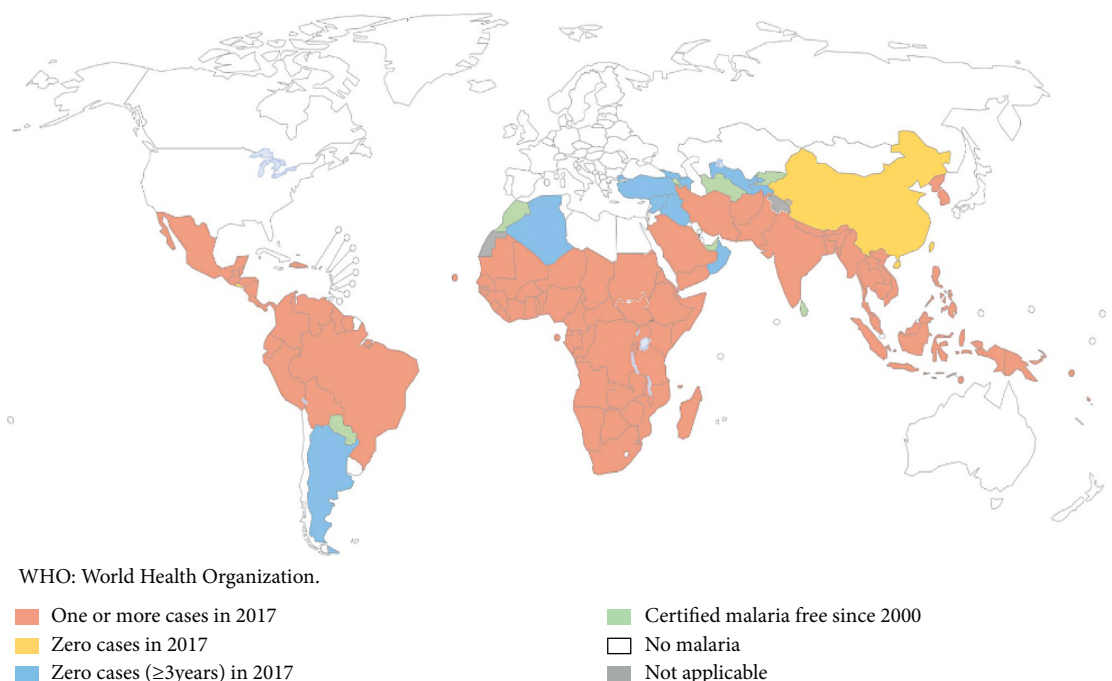 WHO: World Health Organization.
One or more cases in 2017
Zero cases in 2017
Zero cases (≥3years) in 2017
Certified malaria free since 2000
No malaria
Not applicable